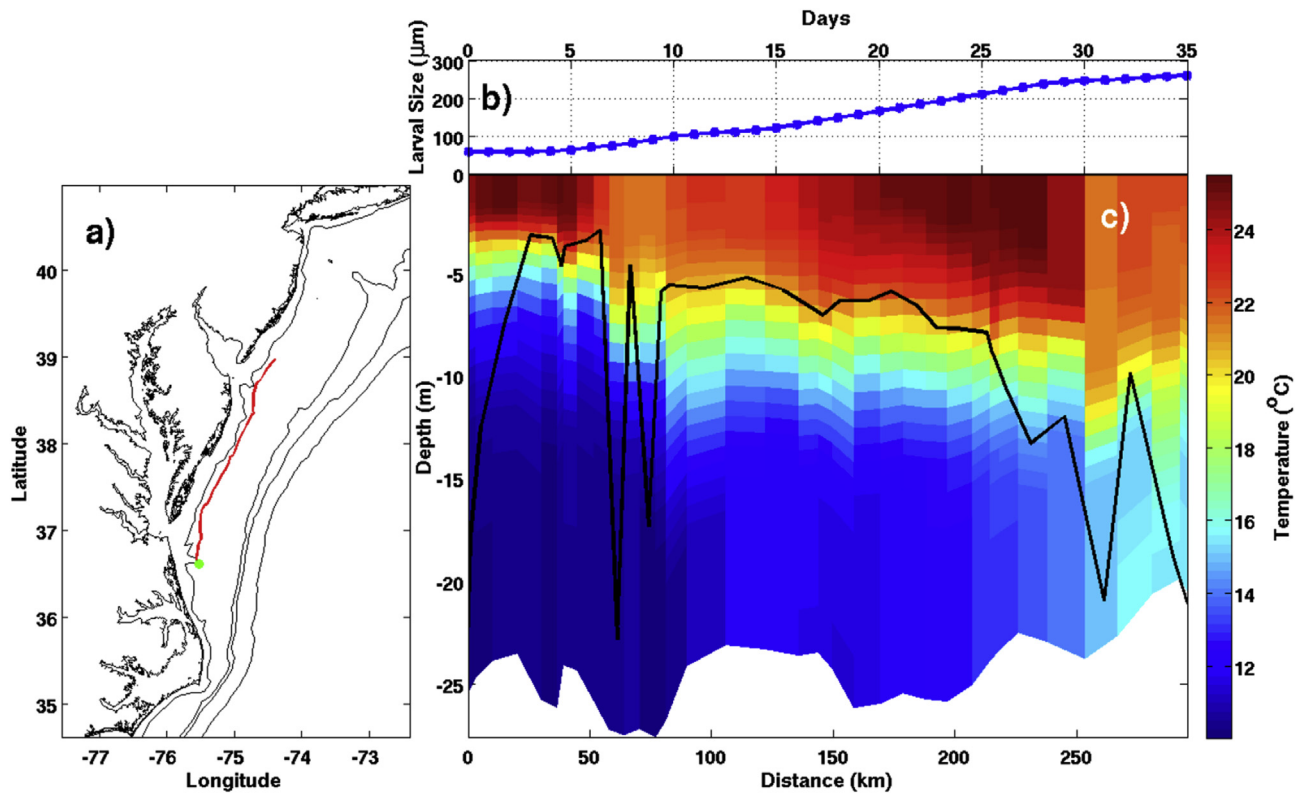 Days
0 5 10 15 20 25 30 35
Larval Size (μm)
300
200
100
b)
a)
40
39
38
37
36
35
Latitude
-77 -76 -75 -74 -73
Longitude
c)
0
-5
-10
-15
-20
-25
Depth (m)
0 50 100 150 200 250
Distance (km)
24
22
20
18
16
14
12
Temperature (°C)